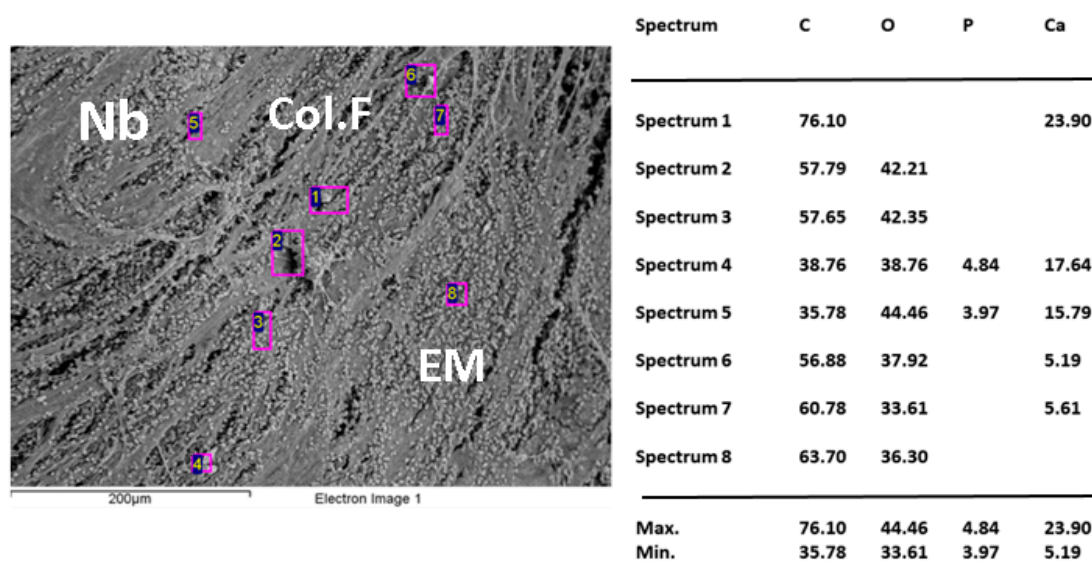 Nb
Col.F
EM
6
7
5
1
2
8
3
4
200μm
Electron Image 1
Spectrum C O P Ca
Spectrum 1 76.10 23.90
Spectrum 2 57.79 42.21
Spectrum 3 57.65 42.35
Spectrum 4 38.76 38.76 4.84 17.64
Spectrum 5 35.78 44.46 3.97 15.79
Spectrum 6 56.88 37.92 5.19
Spectrum 7 60.78 33.61 5.61
Spectrum 8 63.70 36.30
Max. 76.10 44.46 4.84 23.90
Min. 35.78 33.61 3.97 5.19